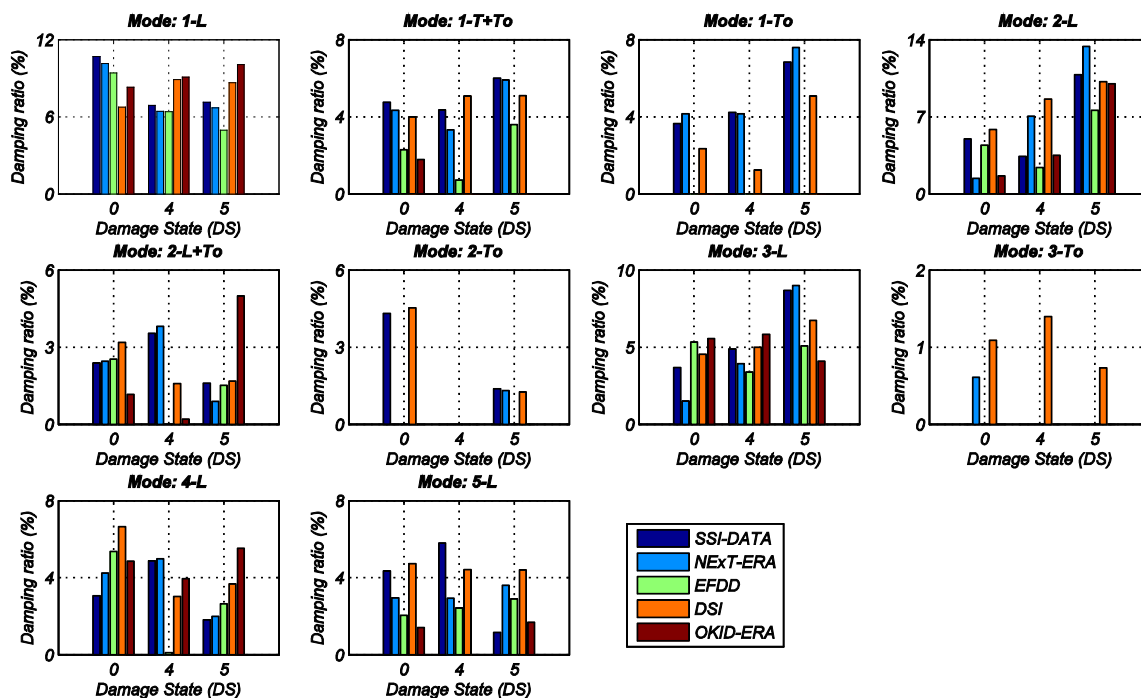 Mode: 1-L
Damping ratio (%)
12
6
0
0 4 5
Damage State (DS)
Mode: 1-T+To
Damping ratio (%)
8
4
0
0 4 5
Damage State (DS)
Mode: 1-To
Damping ratio (%)
8
4
0
0 4 5
Damage State (DS)
Mode: 2-L
Damping ratio (%)
14
7
0
0 4 5
Damage State (DS)
Mode: 2-L+To
Damping ratio (%)
6
3
0
0 4 5
Damage State (DS)
Mode: 2-To
Damping ratio (%)
6
3
0
0 4 5
Damage State (DS)
Mode: 3-L
Damping ratio (%)
10
5
0
0 4 5
Damage State (DS)
Mode: 3-To
Damping ratio (%)
2
1
0
0 4 5
Damage State (DS)
Mode: 4-L
Damping ratio (%)
8
4
0
0 4 5
Damage State (DS)
Mode: 5-L
Damping ratio (%)
8
4
0
0 4 5
Damage State (DS)
SSI-DATA
NExT-ERA
EFDD
DSI
OKID-ERA